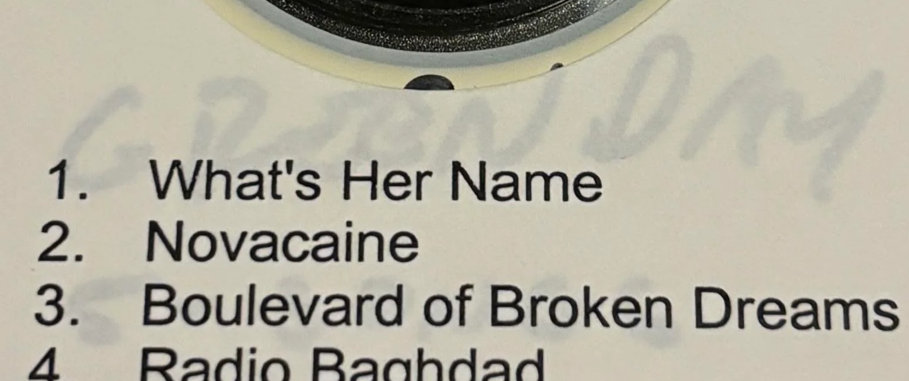 GREEN DAY
1. What's Her Name
2. Novacaine
3. Boulevard of Broken Dreams
4 Radio Baghdad